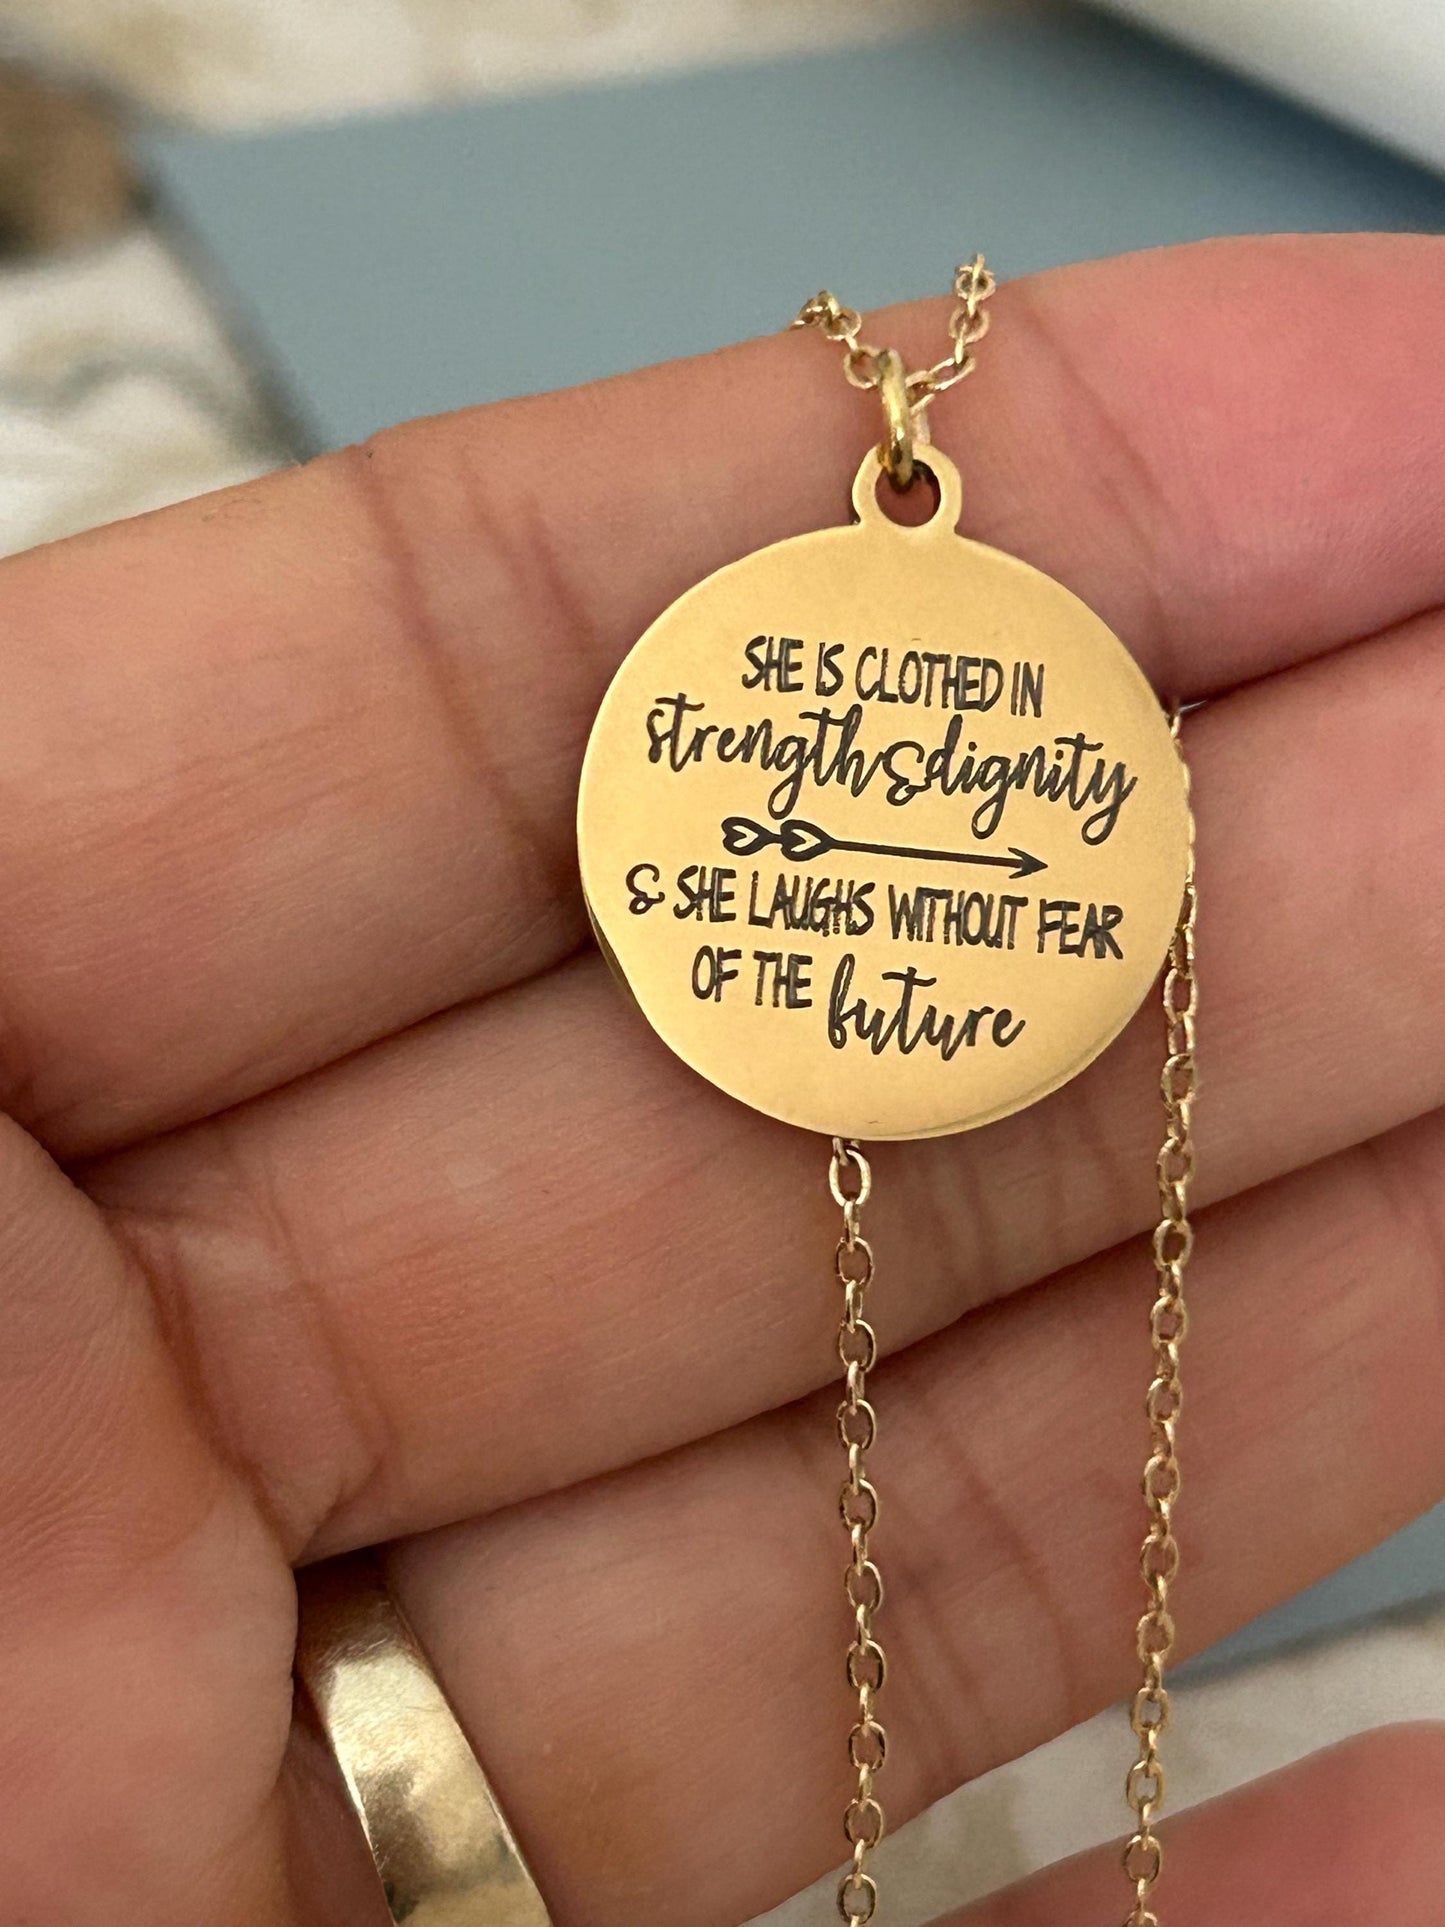 SHE IS CLOTHED IN
strength & dignity
& SHE LAUGHS WITHOUT FEAR
OF THE future